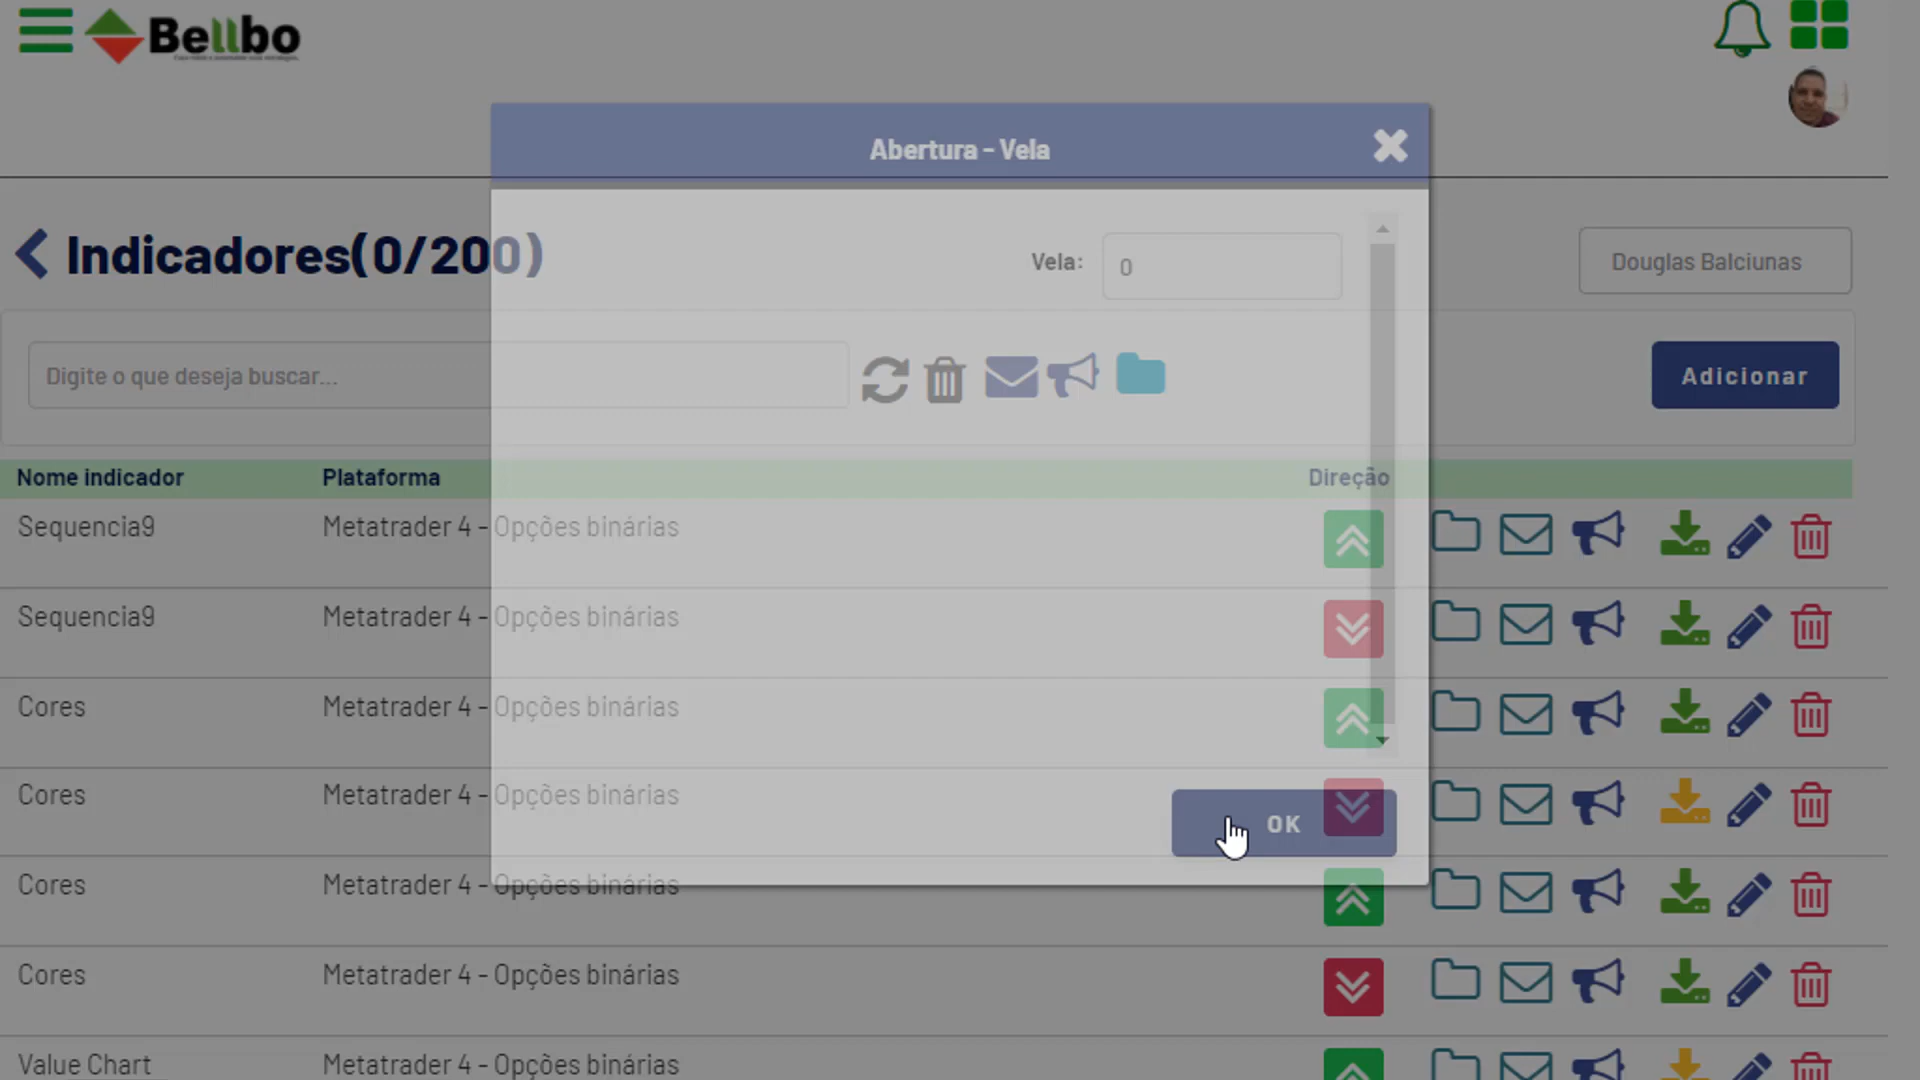 Bellbo
Abertura - Vela
Indicadores(0/200)
Vela:
0
Douglas Balciunas
Digite o que deseja buscar...
Adicionar
Nome indicador
Plataforma
Direção
Sequencia9
Metatrader 4 - Opções binárias
Sequencia9
Metatrader 4 - Opções binárias
Cores
Metatrader 4 - Opções binárias
Cores
Metatrader 4 - Opções binárias
OK
Cores
Metatrader 4 - Opções binárias
Cores
Metatrader 4 - Opções binárias
Value Chart
Metatrader 4 - Opções binárias